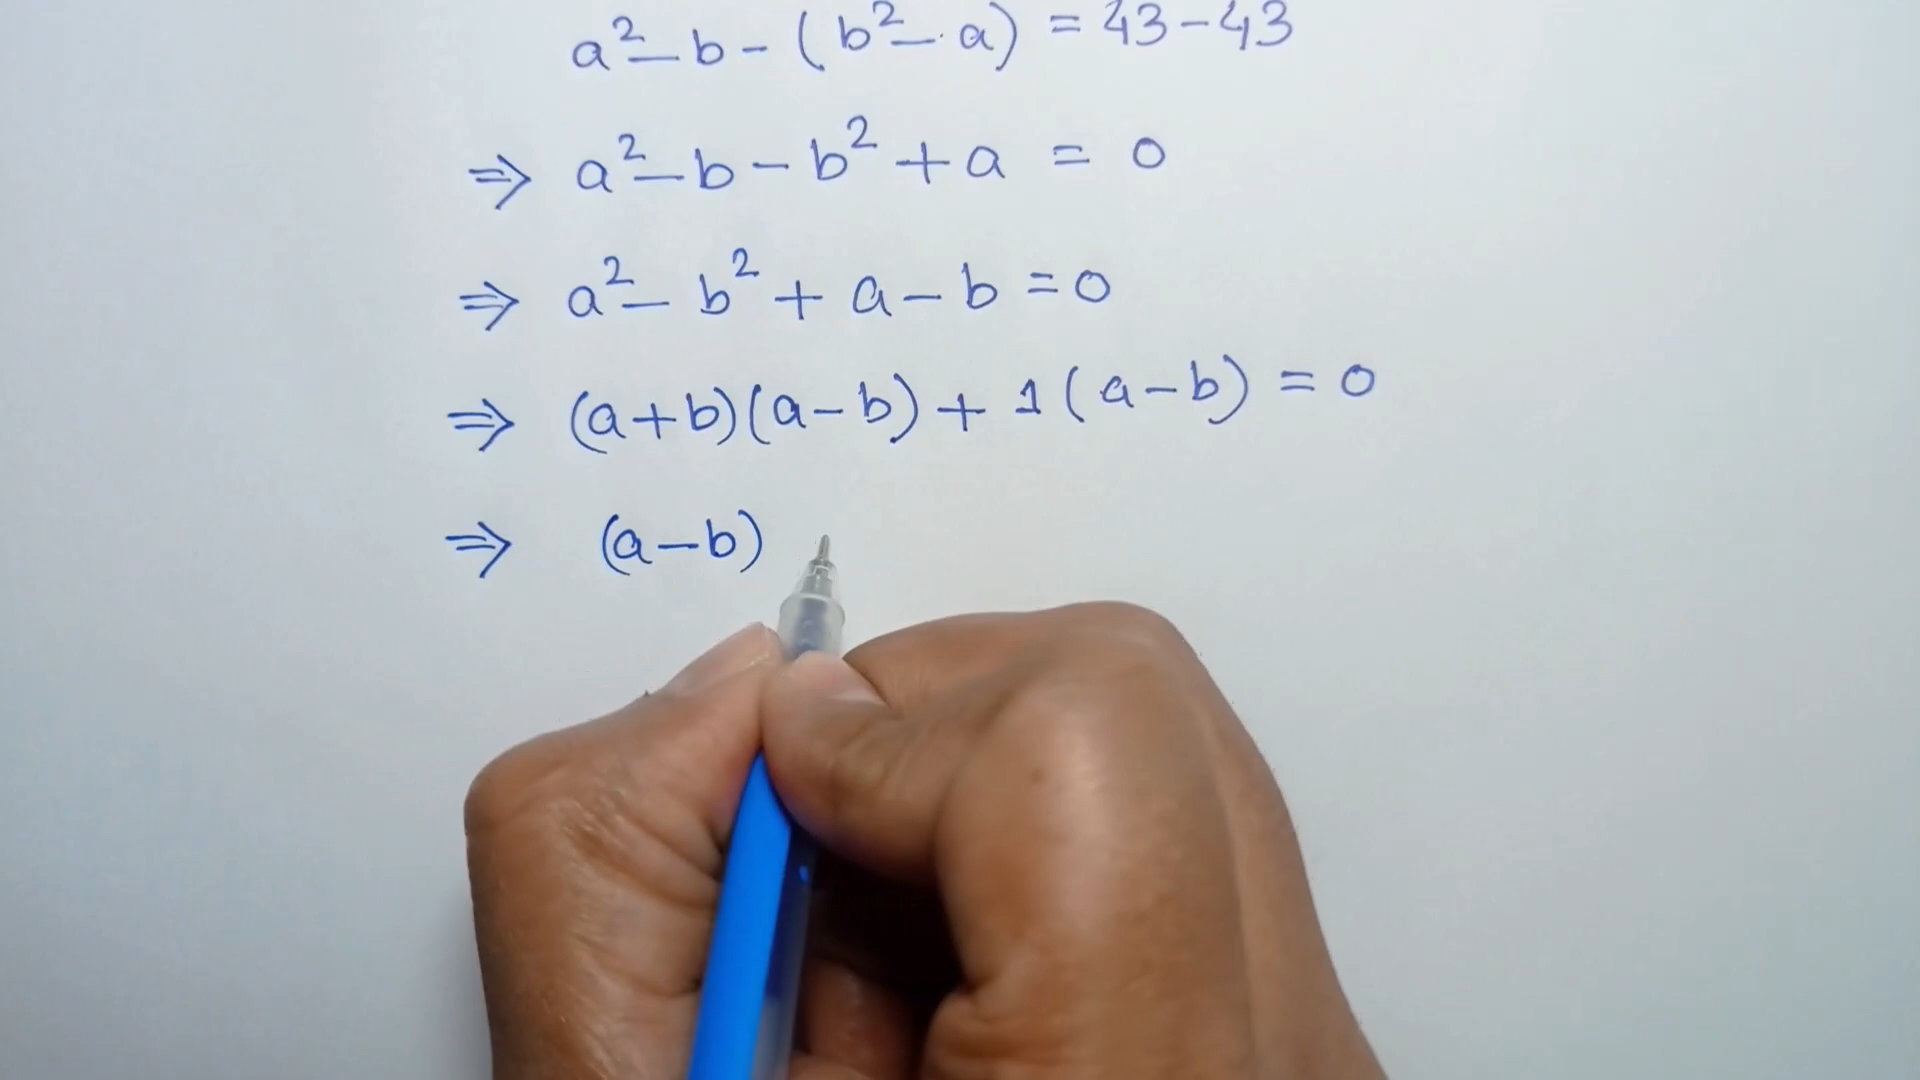 a² - b - (b² - a) = 43 - 43
⇒ a² - b - b² + a = 0
⇒ a² - b² + a - b = 0
⇒ (a+b)(a-b) + 1(a-b) = 0
⇒ (a-b)